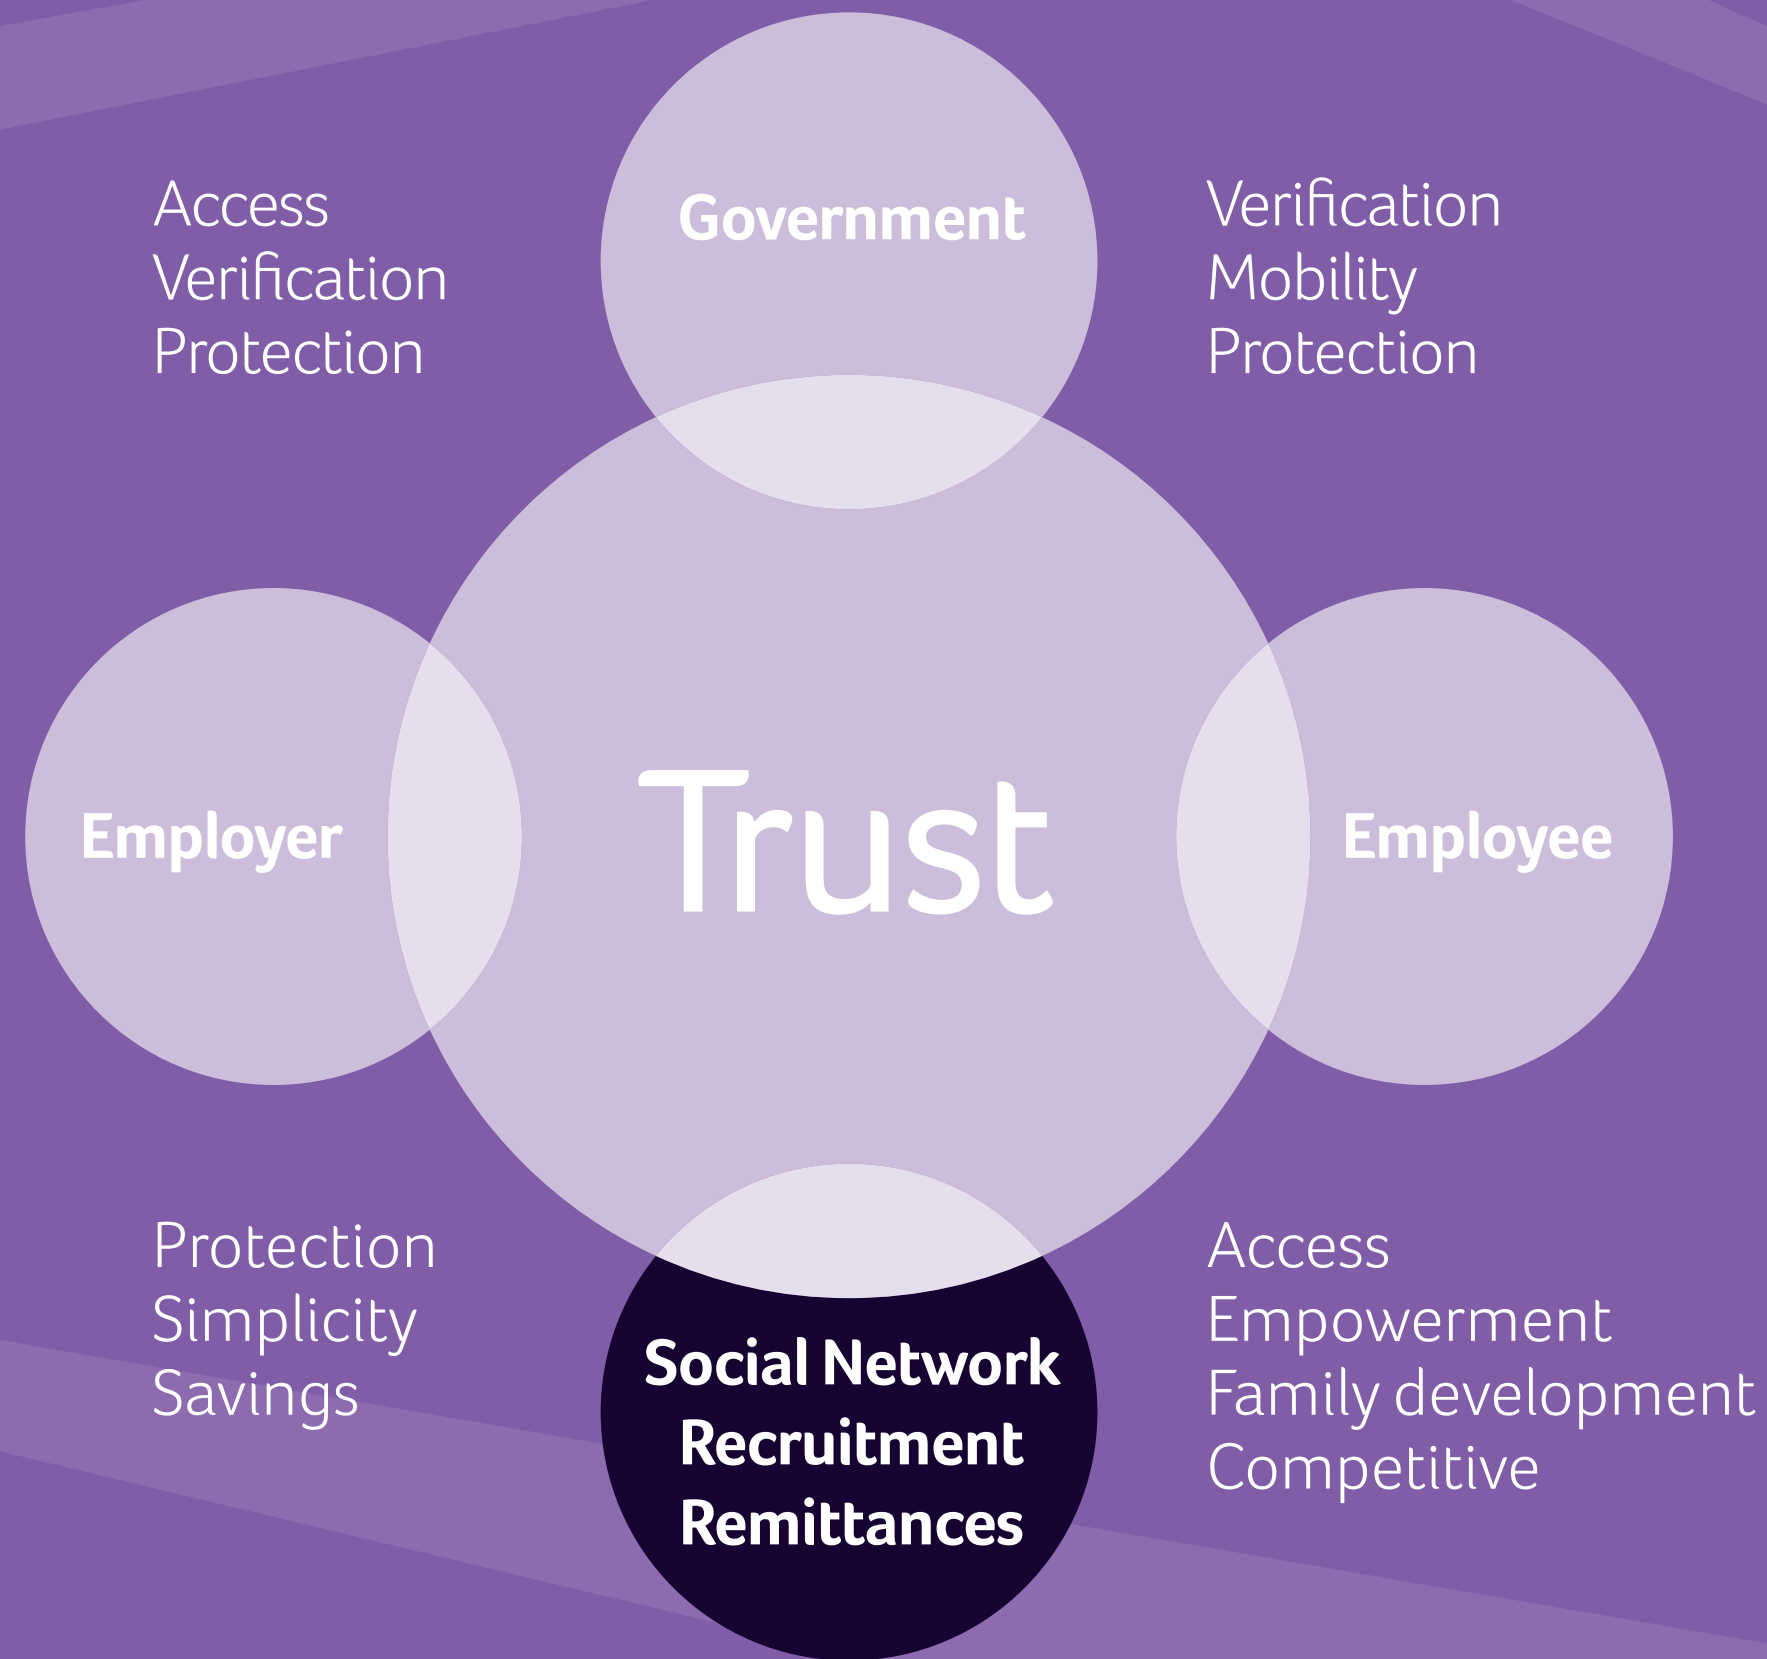 Access
Verification
Protection
Government
Verification
Mobility
Protection
Employer
Trust
Employee
Protection
Simplicity
Savings
Social Network
Recruitment
Remittances
Access
Empowerment
Family development
Competitive